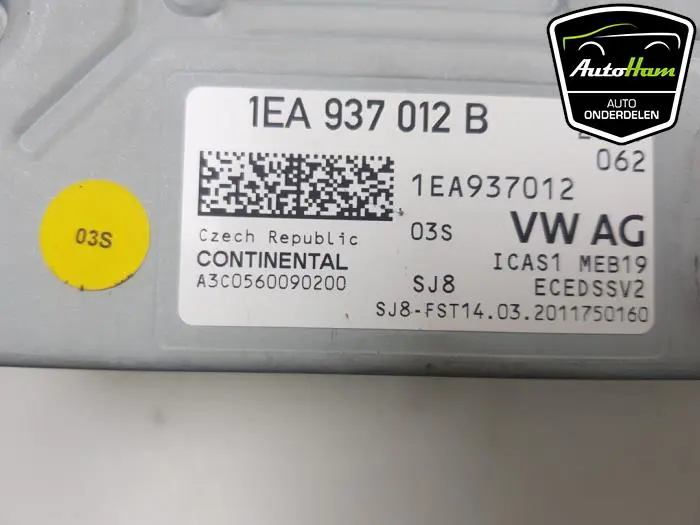 AutoHam
AUTO
ONDERDELEN
1EA 937 012 B
062
1EA937012
03S
03S
VW AG
Czech Republic
CONTINENTAL
A3C0560090200
ICAS1 MEB19
SJ8
ECEDSSV2
SJ8-FST14.03.2011750160